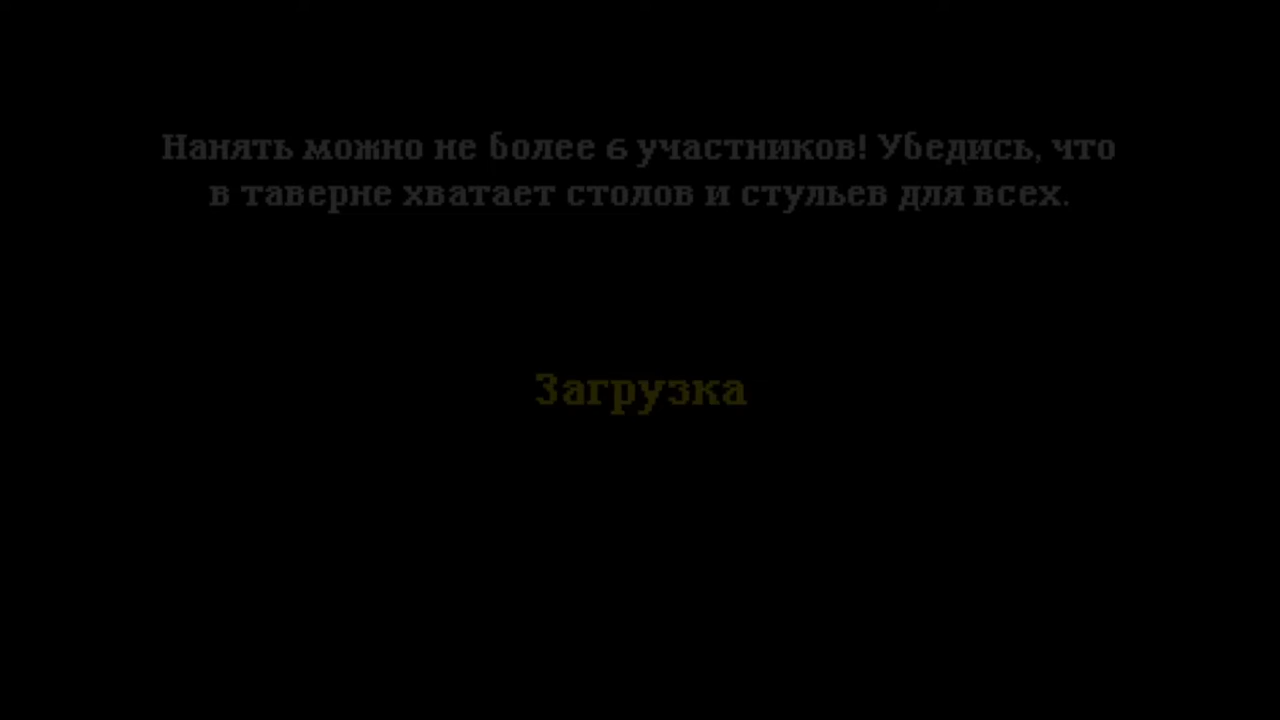 Нанять можно не более 6 участников! Убедись, что
в таверне хватает столов и стульев для всех.
Загрузка